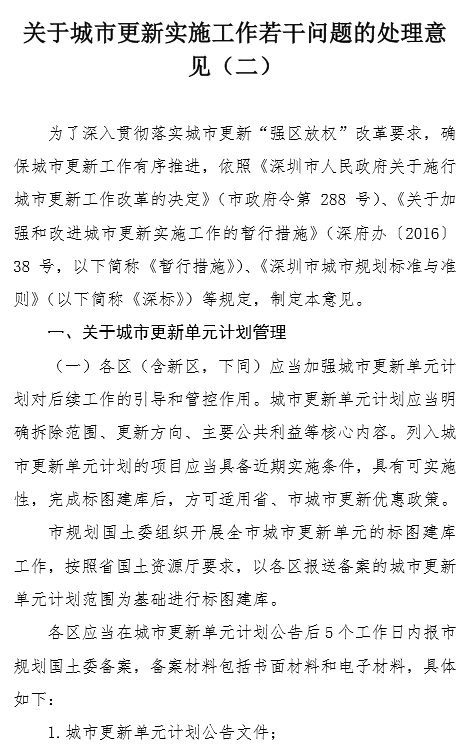 关于城市更新实施工作若干问题的处理意
见（二）
为了深入贯彻落实城市更新“强区放权”改革要求，确
保城市更新工作有序推进，依照《深圳市人民政府关于施行
城市更新工作改革的决定》（市政府令第 288 号）、《关于加
强和改进城市更新实施工作的暂行措施》（深府办〔2016〕
38 号，以下简称《暂行措施》）、《深圳市城市规划标准与准
则》（以下简称《深标》）等规定，制定本意见。
一、关于城市更新单元计划管理
（一）各区（含新区，下同）应当加强城市更新单元计
划对后续工作的引导和管控作用。城市更新单元计划应当明
确拆除范围、更新方向、主要公共利益等核心内容。列入城
市更新单元计划的项目应当具备近期实施条件，具有可实施
性，完成标图建库后，方可适用省、市城市更新优惠政策。
市规划国土委组织开展全市城市更新单元的标图建库
工作，按照省国土资源厅要求，以各区报送备案的城市更新
单元计划范围为基础进行标图建库。
各区应当在城市更新单元计划公告后 5 个工作日内报市
规划国土委备案，备案材料包括书面材料和电子材料，具体
如下：
1.城市更新单元计划公告文件；